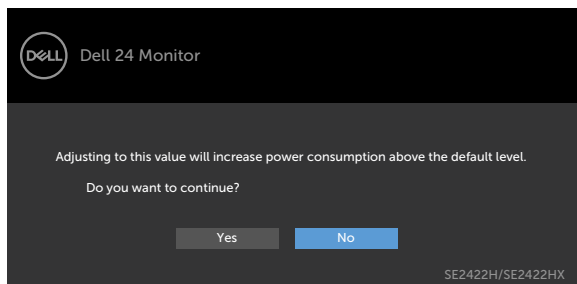 DELL Dell 24 Monitor
Adjusting to this value will increase power consumption above the default level.
Do you want to continue?
Yes No
SE2422H/SE2422HX